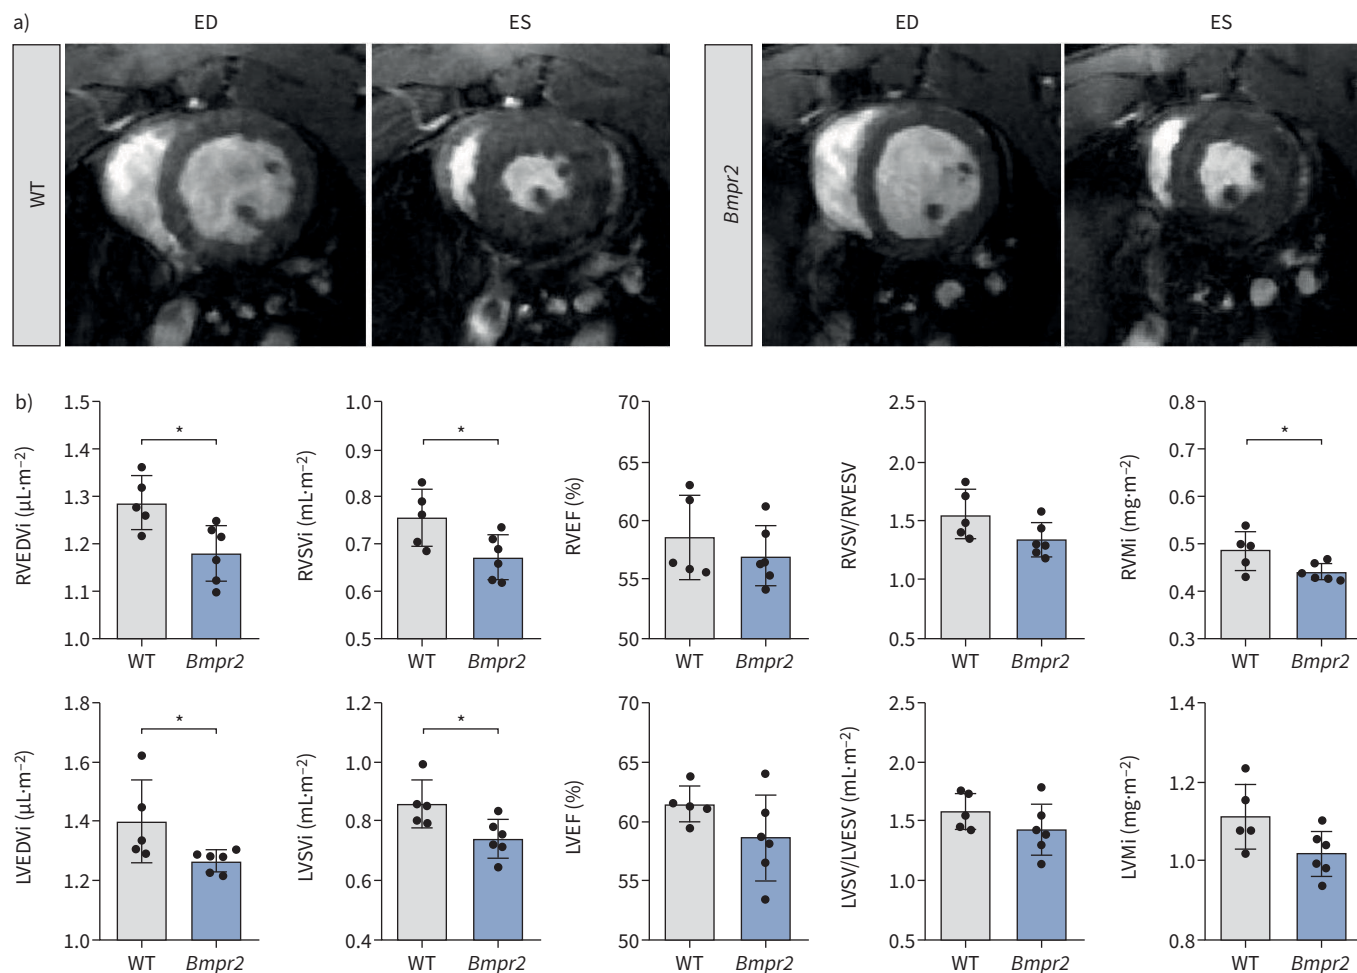 a)
ED
ES
ED
ES
WT
Bmpr2
b)
RVEDVi (µL·m⁻²)
1.5
1.4
1.3
1.2
1.1
1.0
*
WT
Bmpr2
RVSVi (mL·m⁻²)
1.0
0.9
0.8
0.7
0.6
0.5
*
WT
Bmpr2
RVEF (%)
70
65
60
55
50
WT
Bmpr2
RVSV/RVESV
2.5
2.0
1.5
1.0
0.5
WT
Bmpr2
RVMi (mg·m⁻²)
0.8
0.7
0.6
0.5
0.4
0.3
*
WT
Bmpr2
LVEDVi (µL·m⁻²)
1.8
1.6
1.4
1.2
1.0
*
WT
Bmpr2
LVSVi (mL·m⁻²)
1.2
1.0
0.8
0.6
0.4
*
WT
Bmpr2
LVEF (%)
70
65
60
55
50
WT
Bmpr2
LVSV/LVESV (mL·m⁻²)
2.5
2.0
1.5
1.0
0.5
WT
Bmpr2
LVMi (mg·m⁻²)
1.4
1.2
1.0
0.8
WT
Bmpr2